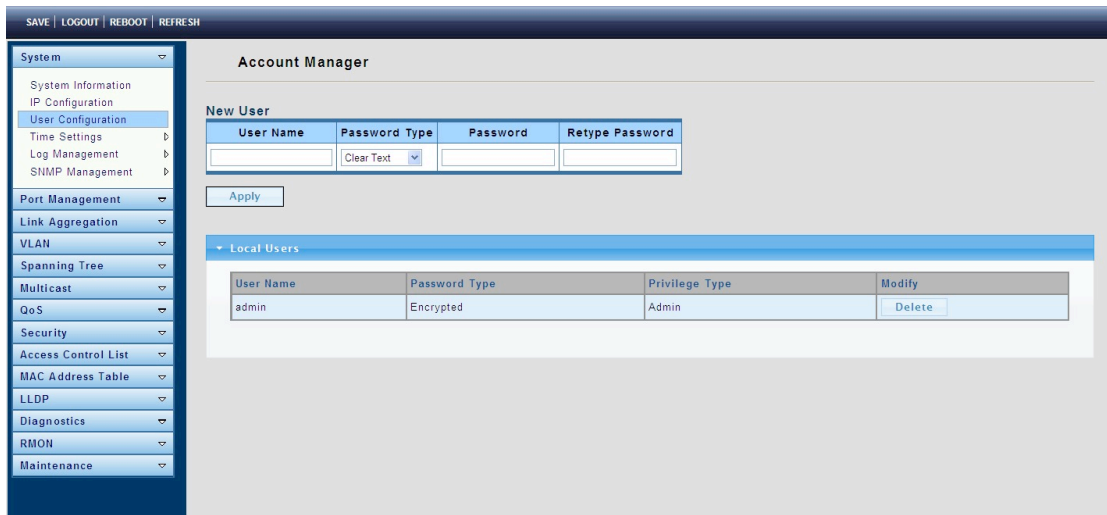 SAVE | LOGOUT | REBOOT | REFRESH
System
System Information
IP Configuration
User Configuration
Time Settings
Log Management
SNMP Management
Port Management
Link Aggregation
VLAN
Spanning Tree
Multicast
QoS
Security
Access Control List
MAC Address Table
LLDP
Diagnostics
RMON
Maintenance
Account Manager
New User
User Name Password Type Password Retype Password
Clear Text
Apply
Local Users
User Name Password Type Privilege Type Modify
admin Encrypted Admin Delete